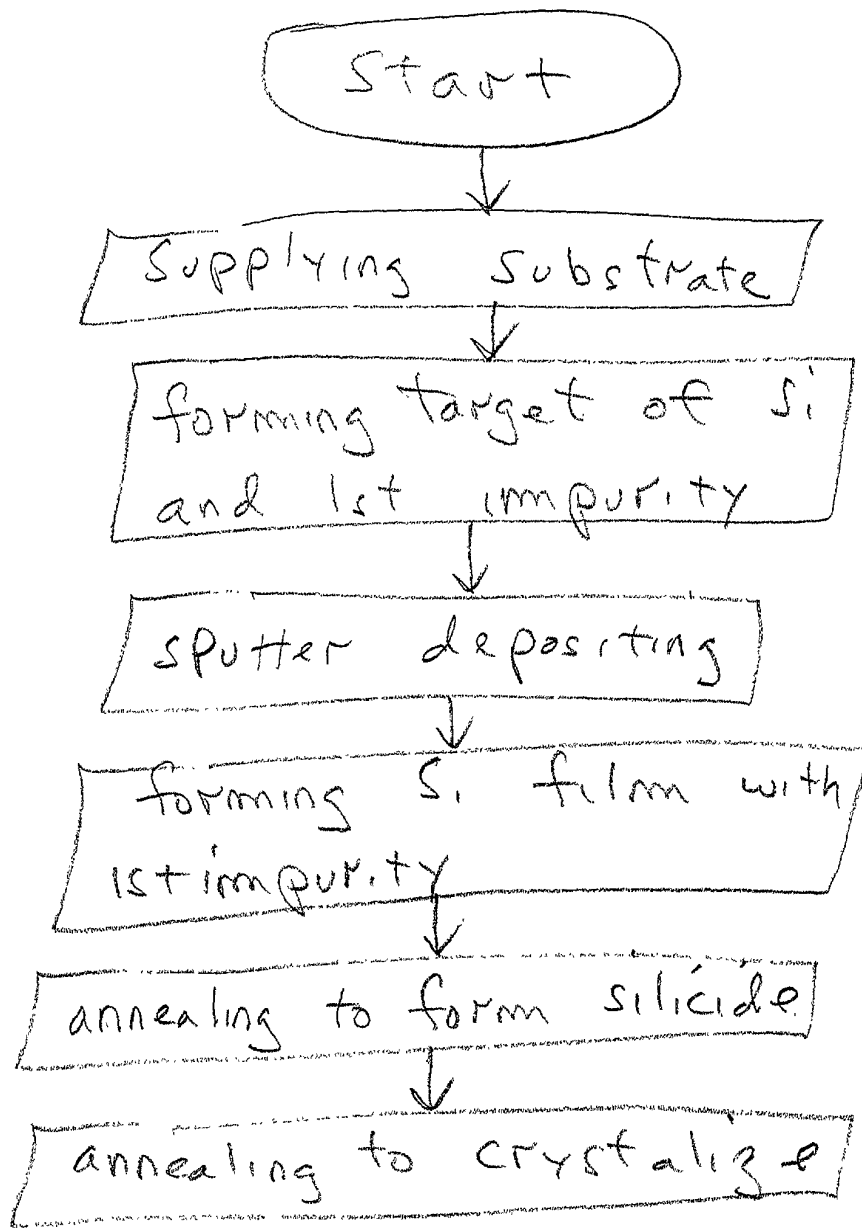 Start
Supplying substrate
forming target of Si
and 1st impurity
sputter depositing
forming Si film with
1st impurity
annealing to form silicide
annealing to crystalize